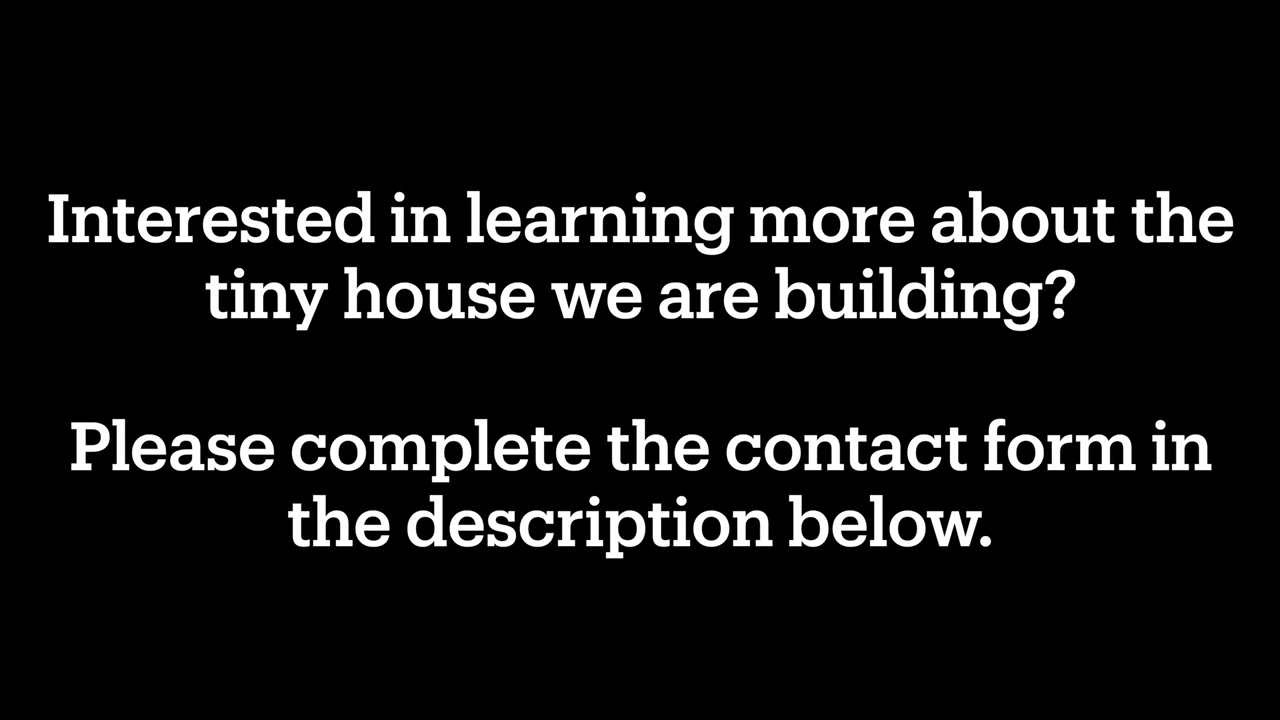 Interested in learning more about the
tiny house we are building?
Please complete the contact form in
the description below.